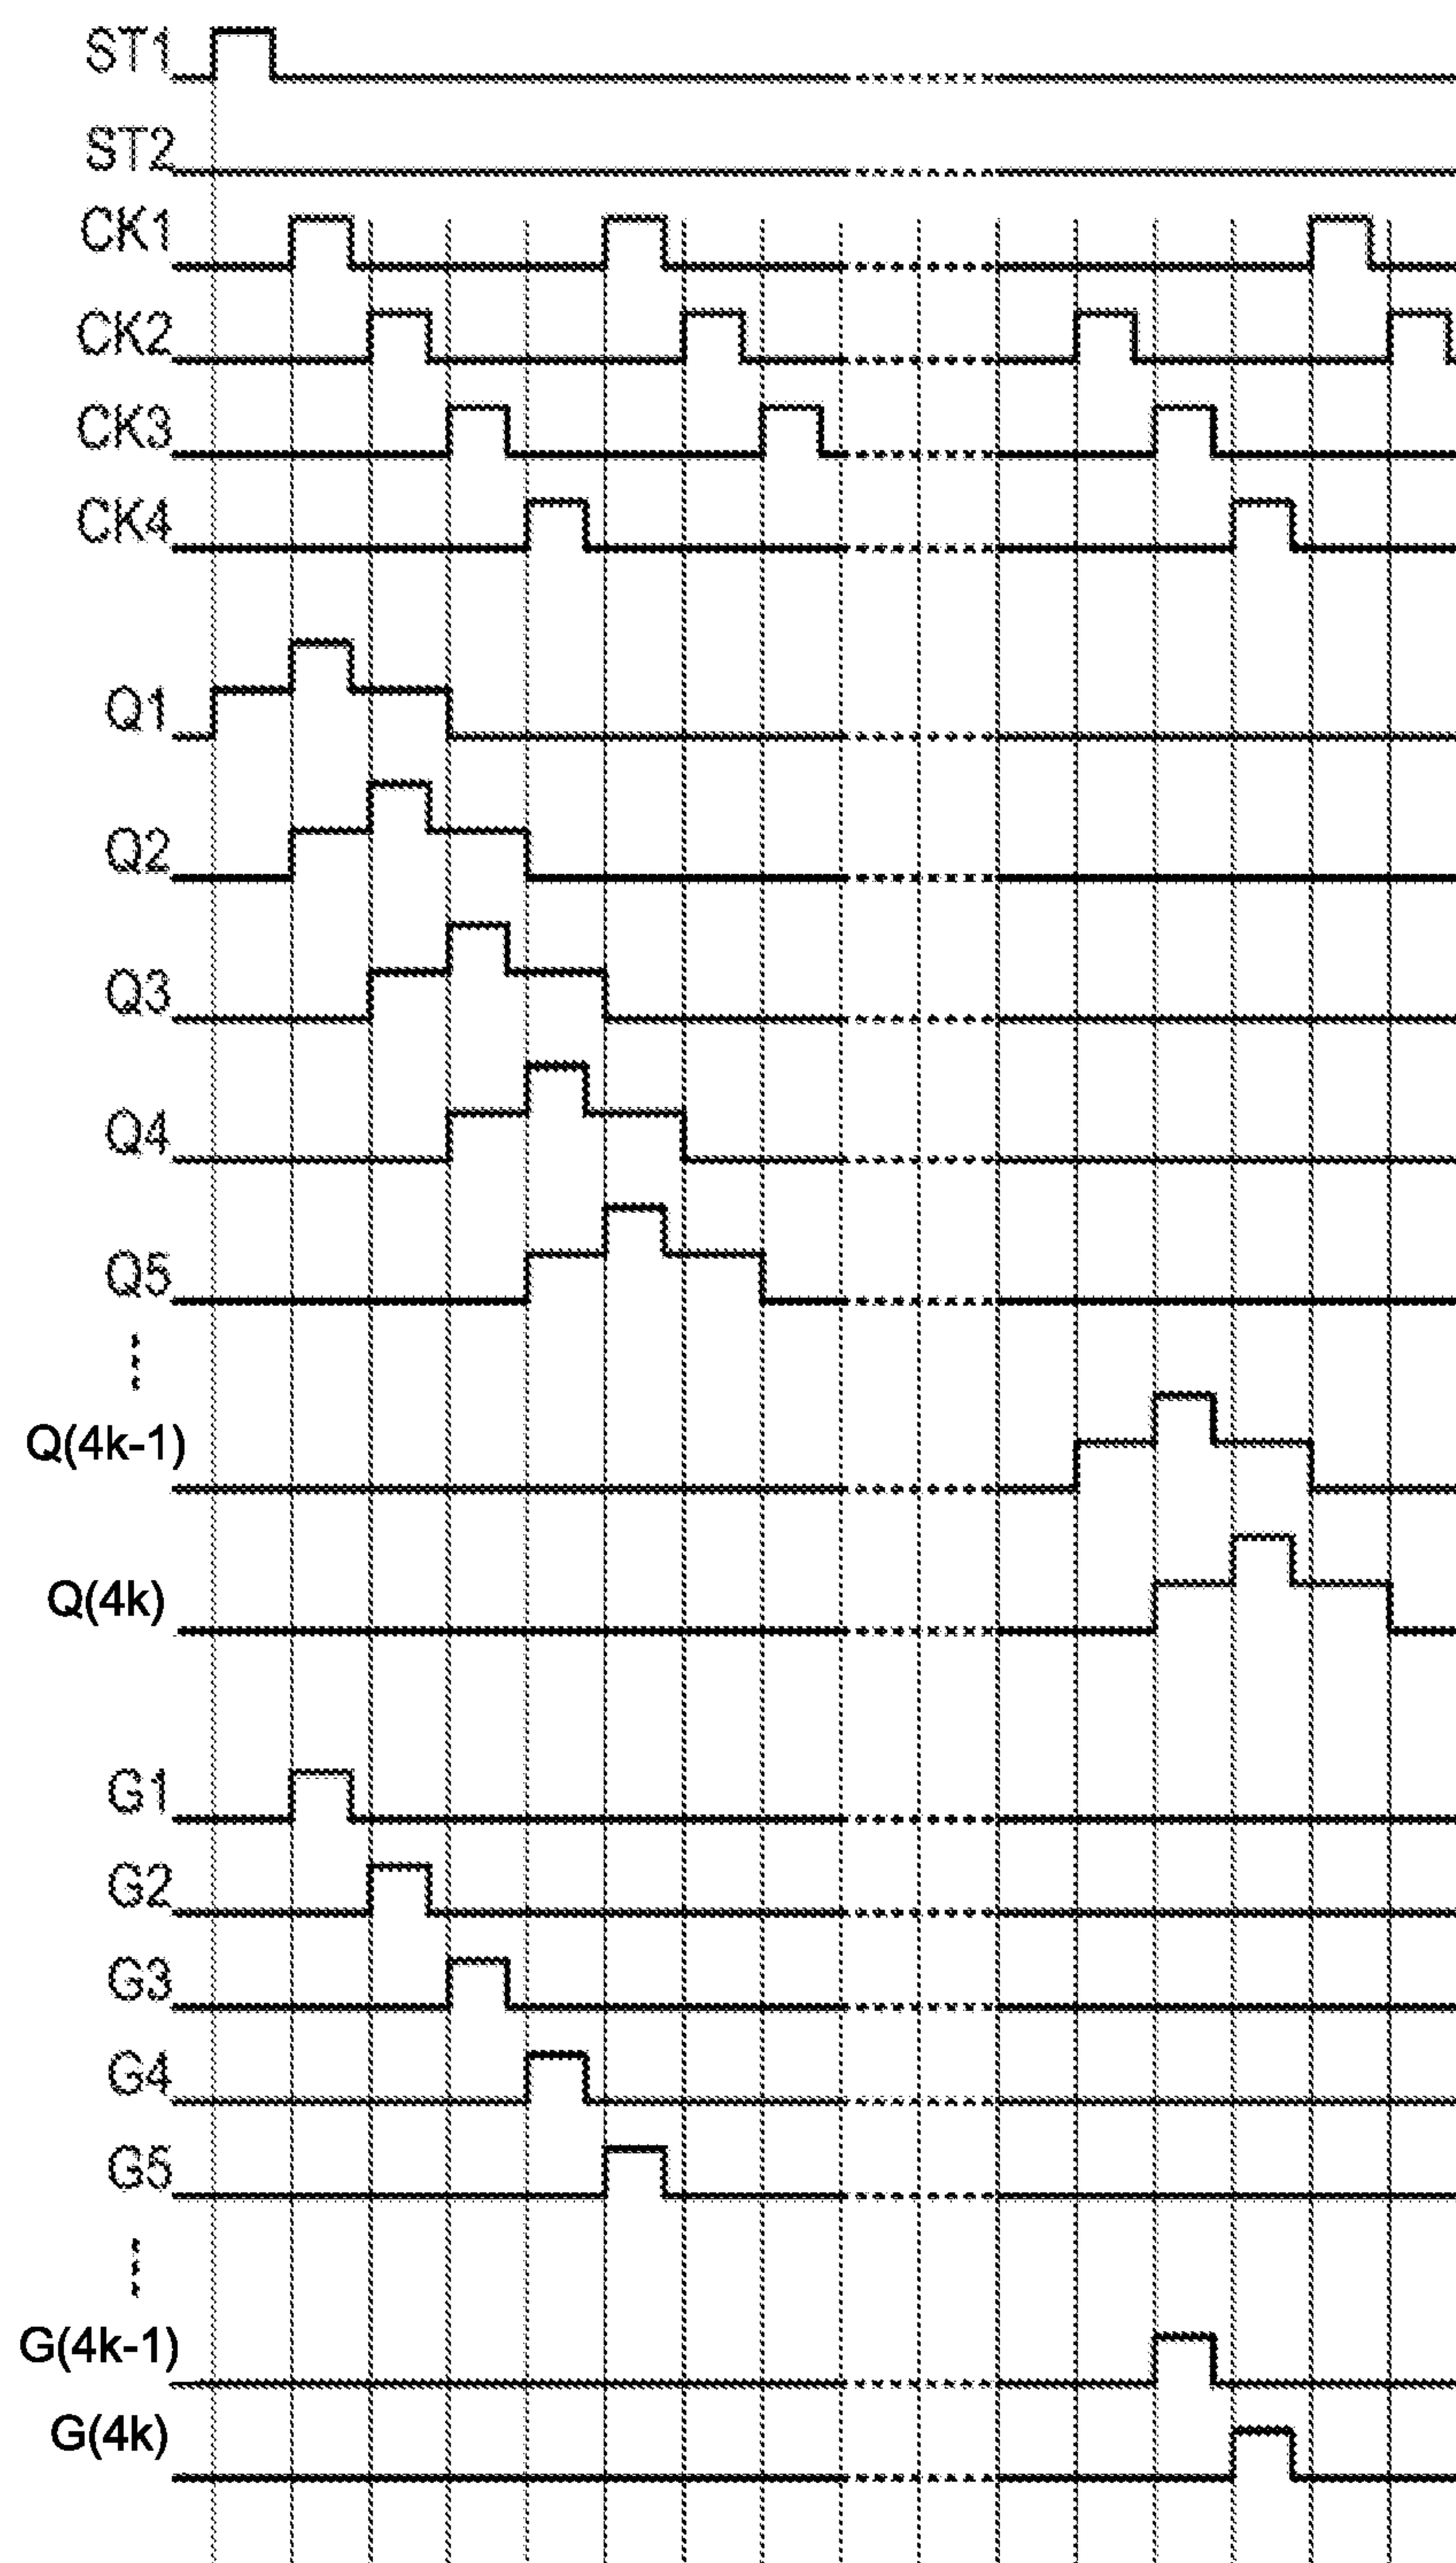 ST1
ST2
CK1
CK2
CK3
CK4
Q1
Q2
Q3
Q4
Q5
Q(4k-1)
Q(4k)
G1
G2
G3
G4
G5
G(4k-1)
G(4k)